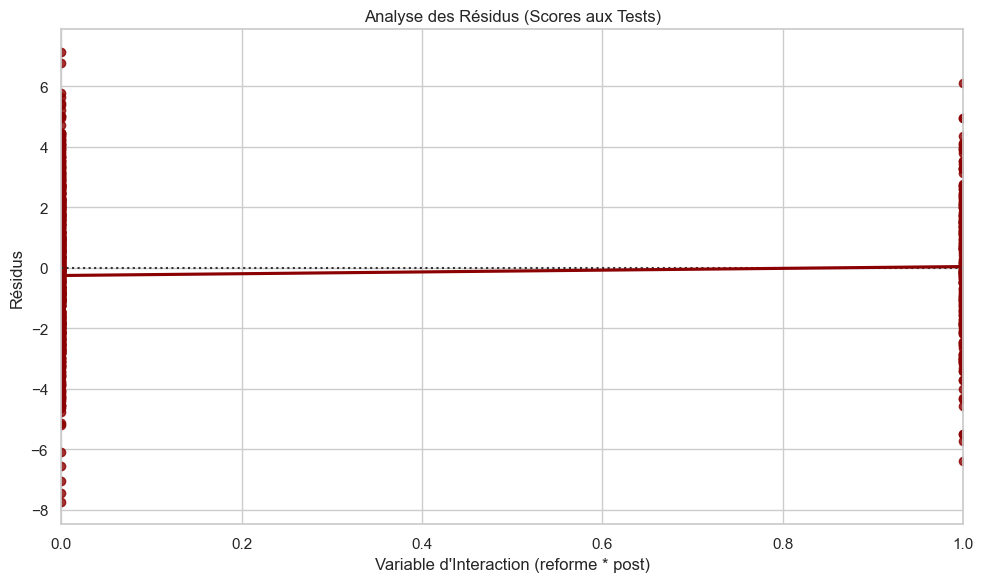 Analyse des Résidus (Scores aux Tests)
Résidus
6
4
2
0
−2
−4
−6
−8
0.0 0.2 0.4 0.6 0.8 1.0
Variable d'Interaction (reforme * post)